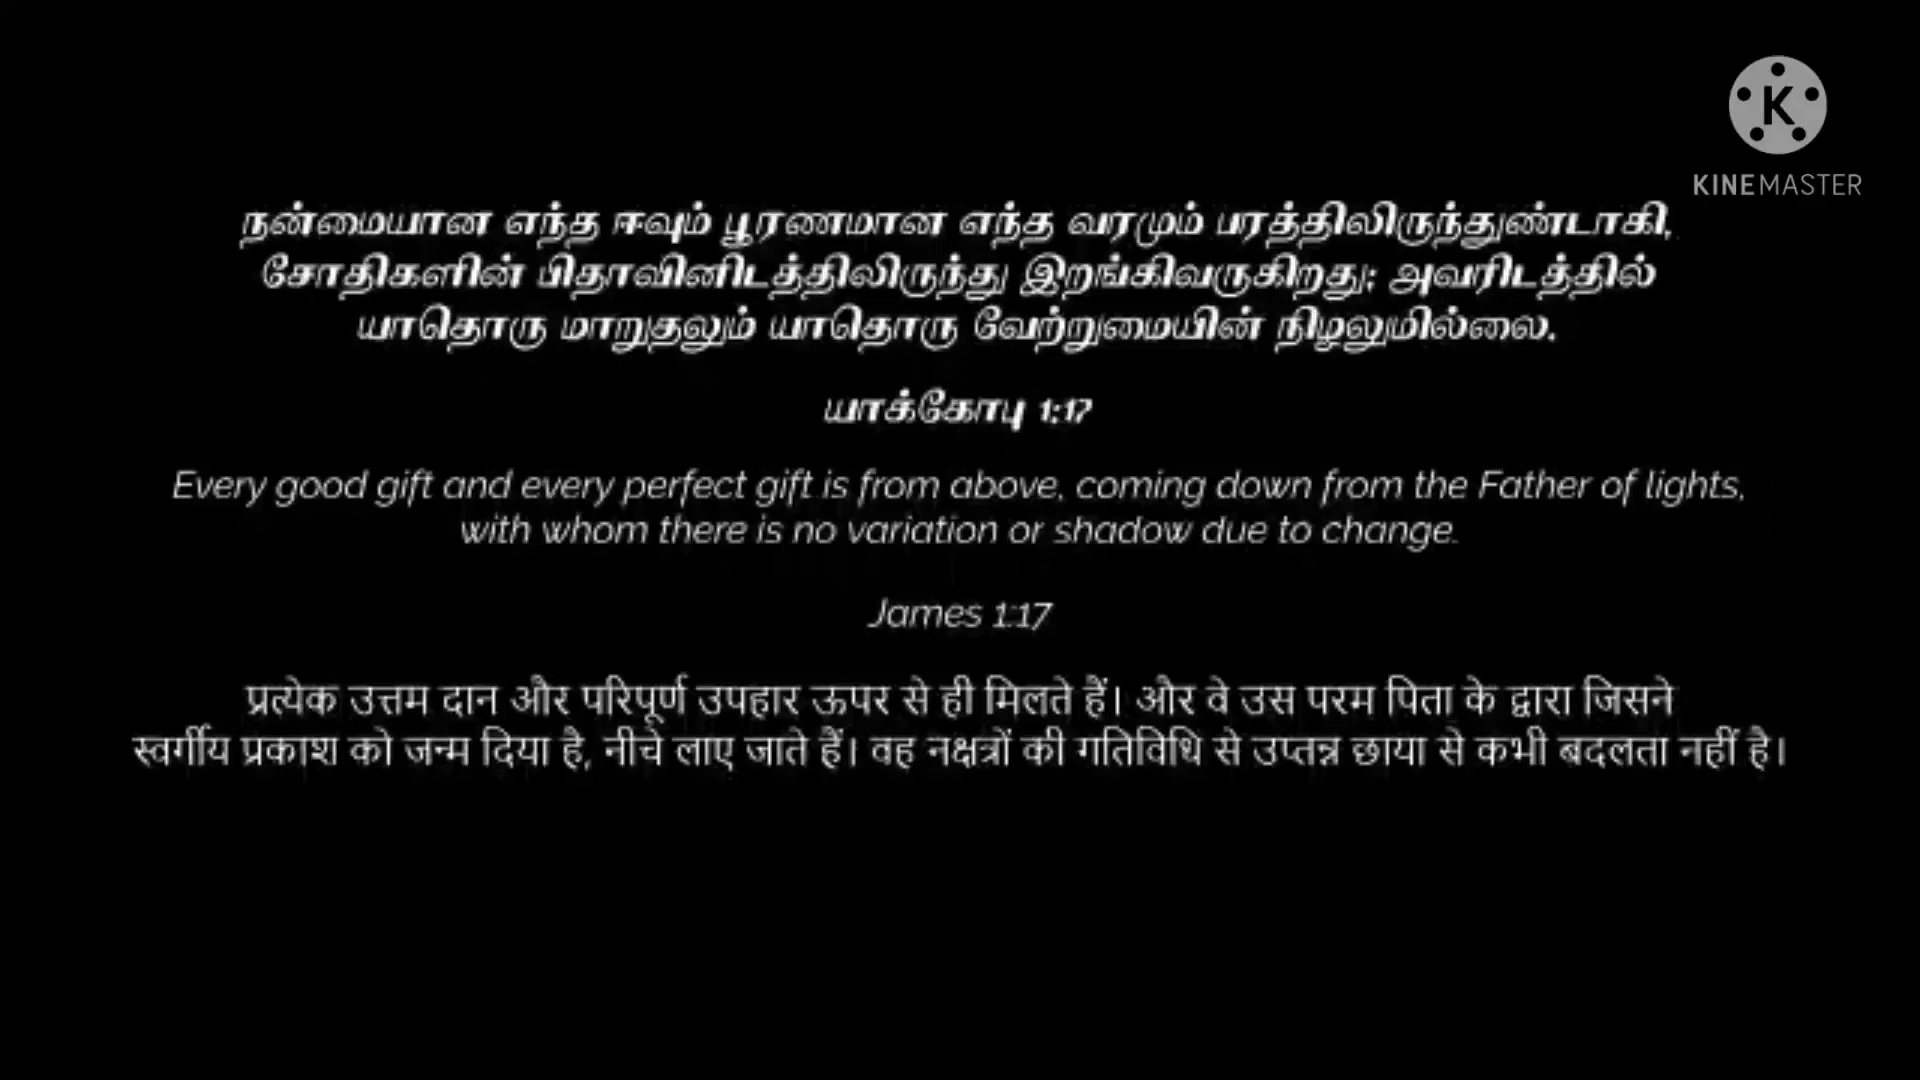 K
KINEMASTER
நன்மையான எந்த ஈவும் பூரணமான எந்த வரமும் பரத்திலிருந்துண்டாகி,
சோதிகளின் பிதாவினிடத்திலிருந்து இறங்கிவருகிறது; அவரிடத்தில்
யாதொரு மாறுதலும் யாதொரு வேற்றுமையின் நிழலுமில்லை.
யாக்கோபு 1:17
Every good gift and every perfect gift is from above, coming down from the Father of lights,
with whom there is no variation or shadow due to change.
James 1:17
प्रत्येक उत्तम दान और परिपूर्ण उपहार ऊपर से ही मिलते हैं। और वे उस परम पिता के द्वारा जिसने
स्वर्गीय प्रकाश को जन्म दिया है, नीचे लाए जाते हैं। वह नक्षत्रों की गतिविधि से उप्तन्न छाया से कभी बदलता नहीं है।